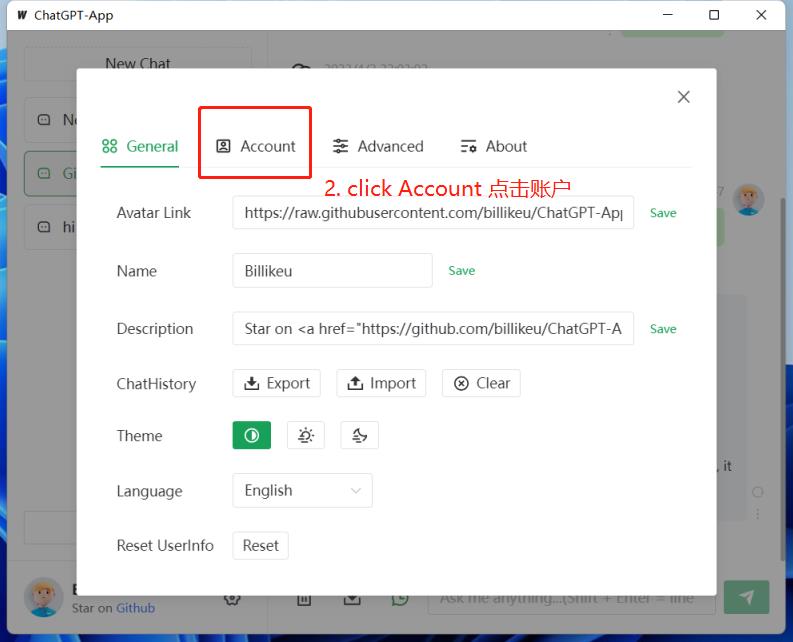 ChatGPT-App
New Chat
General
Account
Advanced
About
2. click Account 点击账户
Avatar Link
https://raw.githubusercontent.com/billikeu/ChatGPT-App
Save
Name
Billikeu
Save
Description
Star on <a href="https://github.com/billikeu/ChatGPT-A
Save
hi
ChatHistory
Export
Import
Clear
Theme
, it
Language
English
Reset UserInfo
Reset
Star on Github
Ask me anything...(Shift + Enter = line